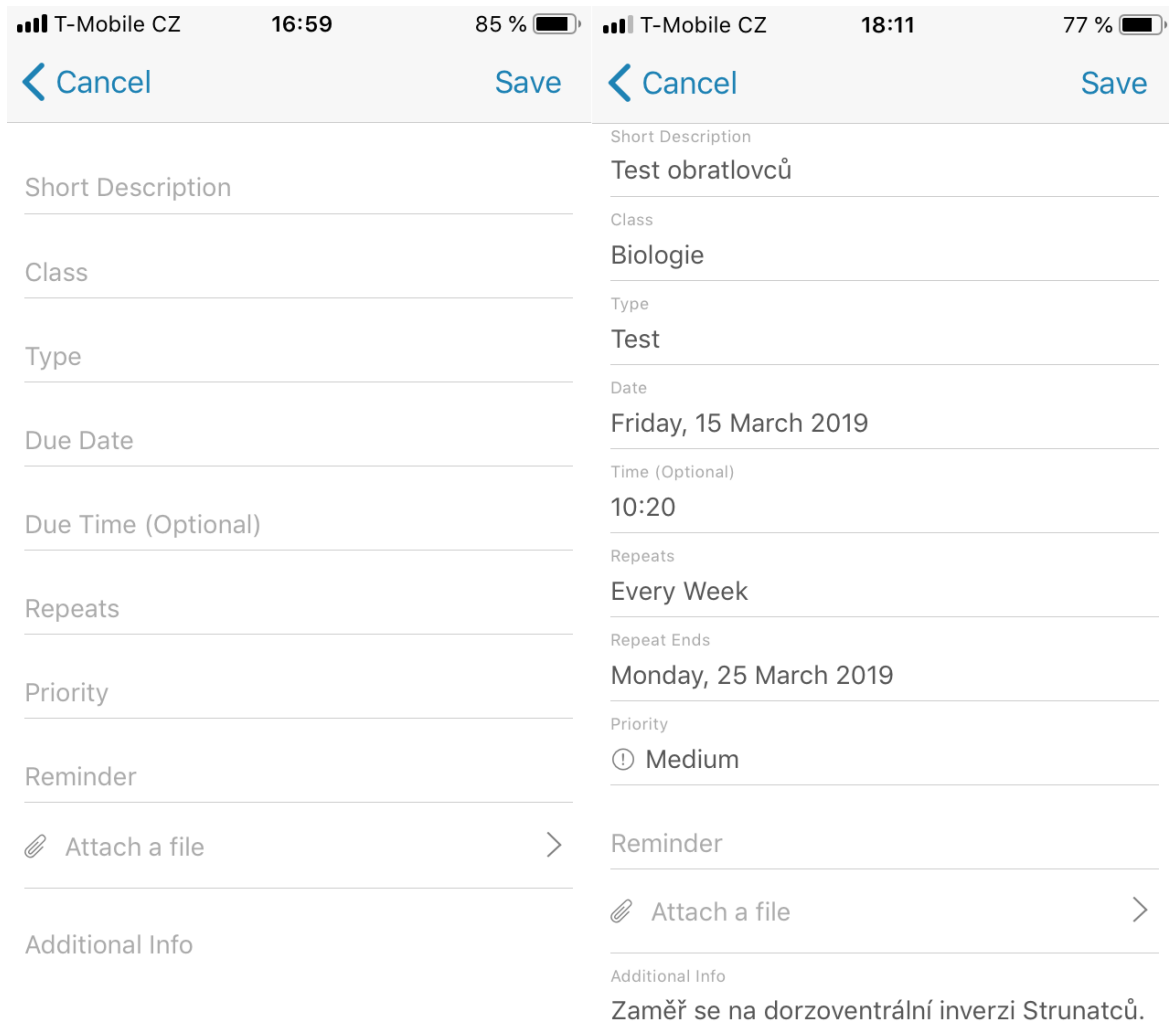 T-Mobile CZ 16:59 85 %
Cancel Save
Short Description
Class
Type
Due Date
Due Time (Optional)
Repeats
Priority
Reminder
Attach a file
Additional Info
T-Mobile CZ 18:11 77 %
Cancel Save
Short Description
Test obratlovců
Class
Biologie
Type
Test
Date
Friday, 15 March 2019
Time (Optional)
10:20
Repeats
Every Week
Repeat Ends
Monday, 25 March 2019
Priority
Medium
Reminder
Attach a file
Additional Info
Zaměř se na dorzoventrální inverzi Strunatců.